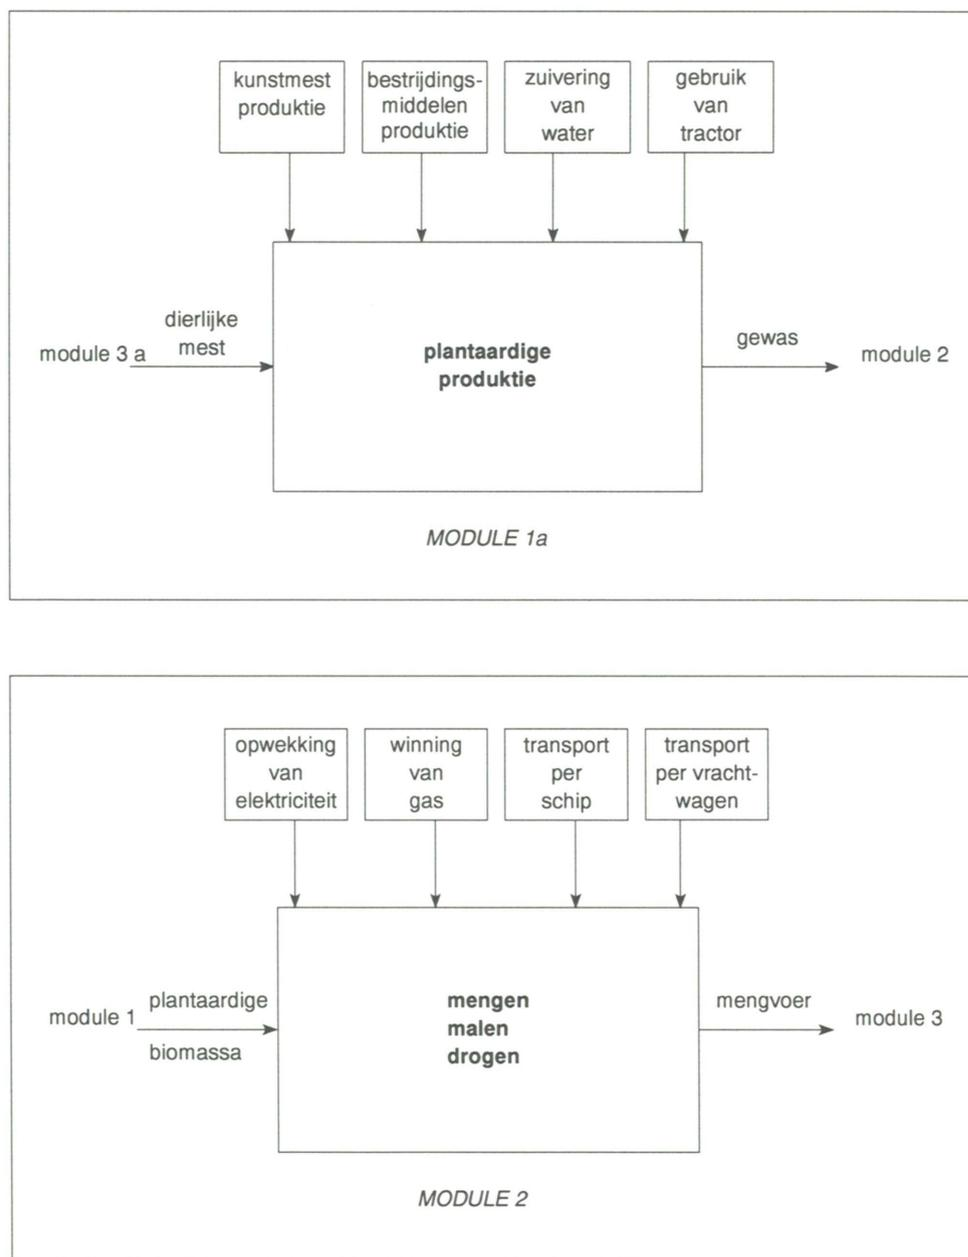 kunstmest
produktie
bestrijdings-
middelen
produktie
zuivering
van
water
gebruik
van
tractor
module 3 a
dierlijke
mest
plantaardige
produktie
gewas
module 2
MODULE 1a
opwekking
van
elektriciteit
winning
van
gas
transport
per
schip
transport
per vracht-
wagen
module 1
plantaardige
biomassa
mengen
malen
drogen
mengvoer
module 3
MODULE 2